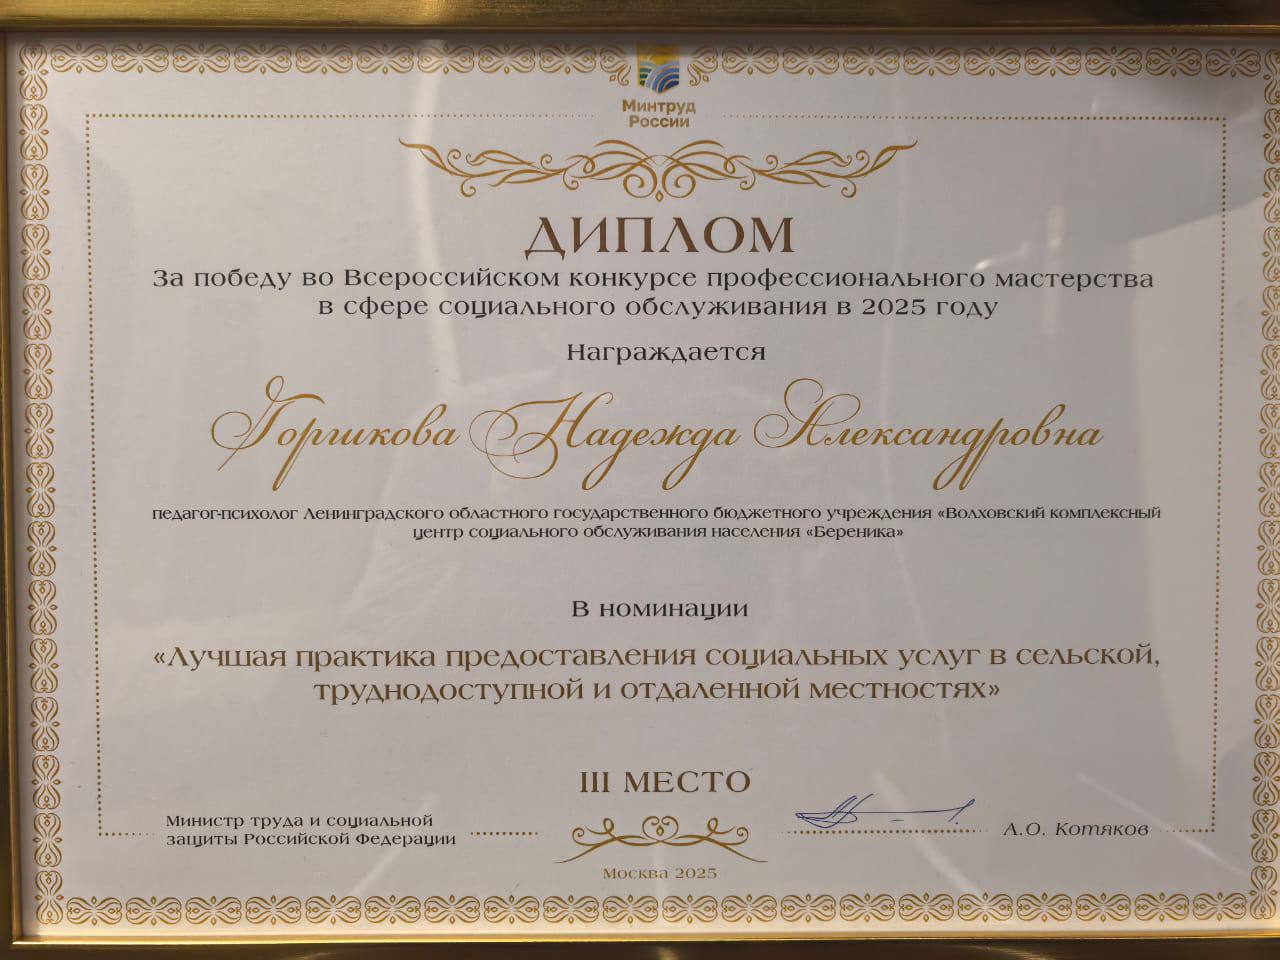 Минтруд
России
ДИПЛОМ
За победу во Всероссийском конкурсе профессионального мастерства
в сфере социального обслуживания в 2025 году
Награждается
Горшкова Надежда Александровна
педагог-психолог Ленинградского областного государственного бюджетного учреждения «Волховский комплексный
центр социального обслуживания населения «Береника»
В номинации
«Лучшая практика предоставления социальных услуг в сельской,
труднодоступной и отдаленной местностях»
III МЕСТО
Министр труда и социальной
защиты Российской Федерации
А.О. Котяков
Москва 2025